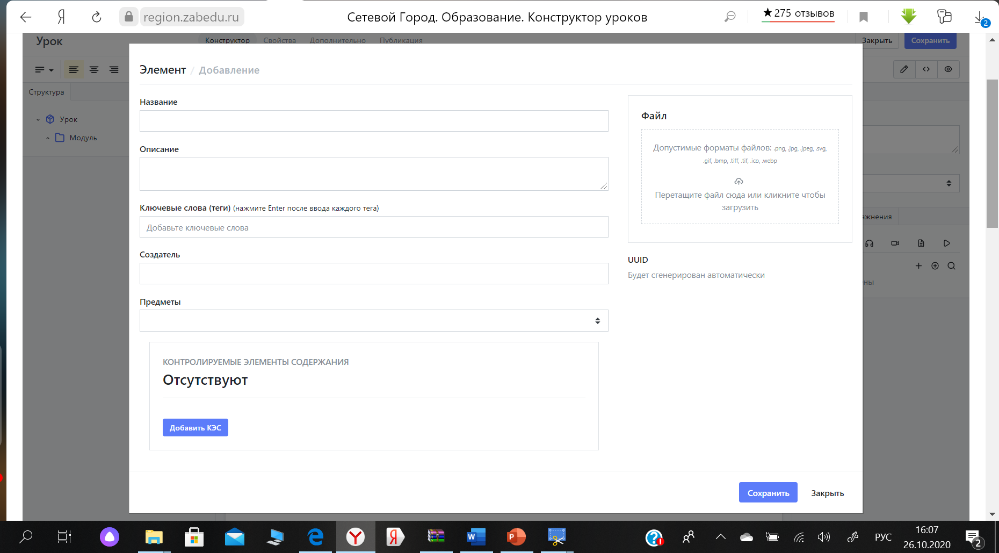 Я
region.zabedu.ru
Сетевой Город. Образование. Конструктор уроков
★275 отзывов
2
Урок
Конструктор
Свойства
Дополнительно
Публикация
Закрыть
Сохранить
Структура
Урок
Модуль
Элемент / Добавление
Название
Описание
Ключевые слова (теги) (нажмите Enter после ввода каждого тега)
Добавьте ключевые слова
Создатель
Предметы
КОНТРОЛИРУЕМЫЕ ЭЛЕМЕНТЫ СОДЕРЖАНИЯ
Отсутствуют
Добавить КЭС
Файл
Допустимые форматы файлов: .png, .jpg, .jpeg, .svg,
.gif, .bmp, .tiff, .tif, .ico, .webp
Перетащите файл сюда или кликните чтобы
загрузить
UUID
Будет сгенерирован автоматически
ажнения
ны
Сохранить
Закрыть
РУС
16:07
26.10.2020
2